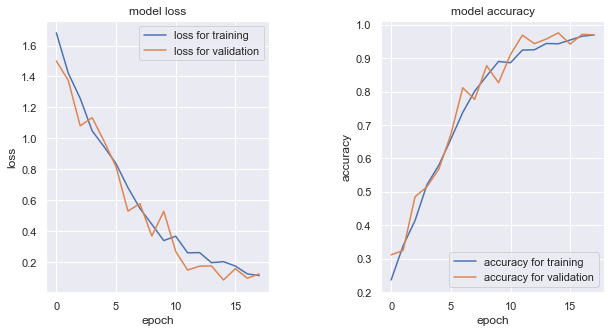 model loss
loss for training
loss for validation
1.6
1.4
1.2
1.0
0.8
0.6
0.4
0.2
loss
0
5
10
15
epoch
model accuracy
1.0
0.9
0.8
0.7
0.6
0.5
0.4
0.3
0.2
accuracy
accuracy for training
accuracy for validation
0
5
10
15
epoch